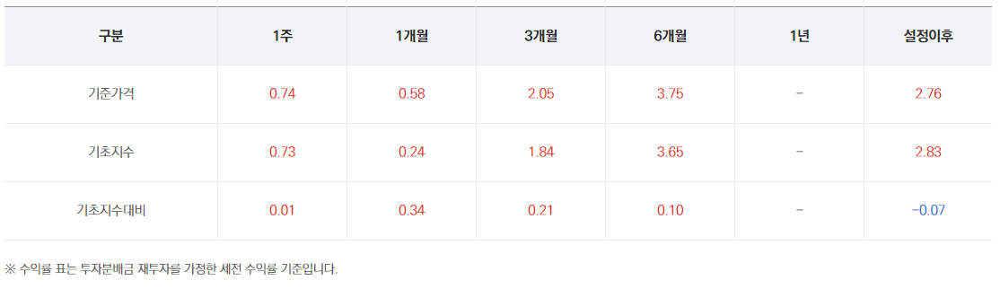 구분 1주 1개월 3개월 6개월 1년 설정이후
기준가격 0.74 0.58 2.05 3.75 - 2.76
기초지수 0.73 0.24 1.84 3.65 - 2.83
기초지수대비 0.01 0.34 0.21 0.10 - -0.07
※ 수익률 표는 투자분배금 재투자를 가정한 세전 수익률 기준입니다.